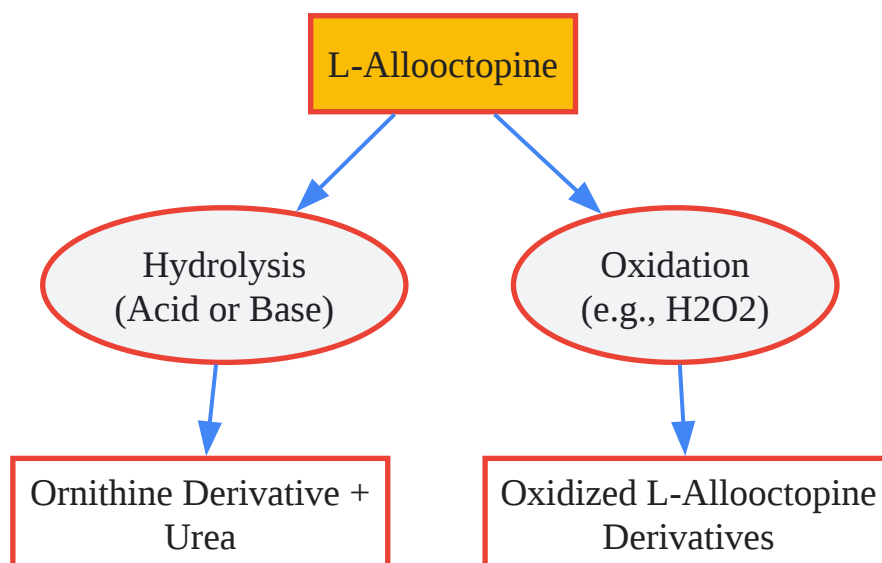 L-Allooctopine
Hydrolysis
(Acid or Base)
Oxidation
(e.g., H2O2)
Ornithine Derivative +
Urea
Oxidized L-Allooctopine
Derivatives